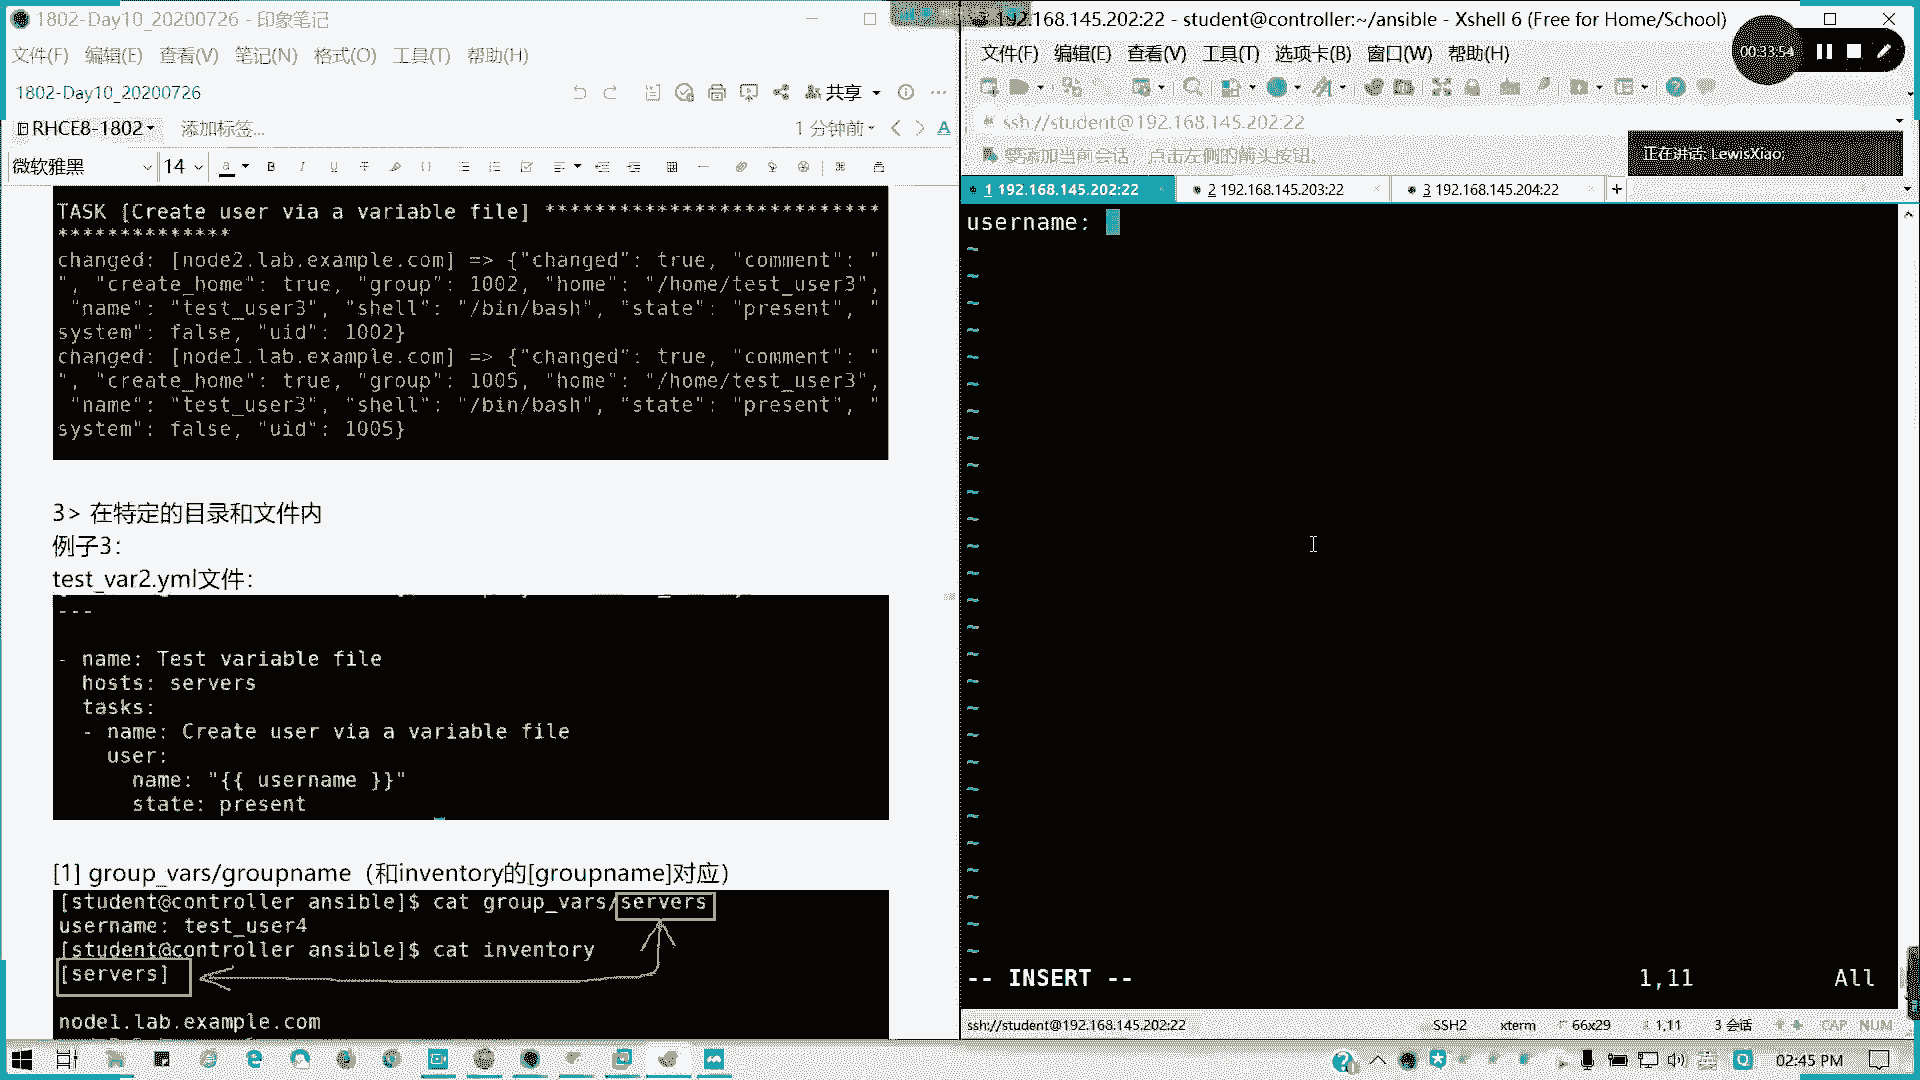 1802-Day10_20200726 - 印象笔记
文件(F) 编辑(E) 查看(V) 笔记(N) 格式(O) 工具(T) 帮助(H)
1802-Day10_20200726
共享
RHCE8-1802
添加标签...
1 分钟前
微软雅黑 14
TASK [Create user via a variable file] ***************************
**************
changed: [node2.lab.example.com] => {"changed": true, "comment": "
", "create_home": true, "group": 1002, "home": "/home/test_user3",
"name": "test_user3", "shell": "/bin/bash", "state": "present", "
system": false, "uid": 1002}
changed: [node1.lab.example.com] => {"changed": true, "comment": "
", "create_home": true, "group": 1005, "home": "/home/test_user3",
"name": "test_user3", "shell": "/bin/bash", "state": "present", "
system": false, "uid": 1005}
3> 在特定的目录和文件内
例子3：
test_var2.yml文件：
---
- name: Test variable file
hosts: servers
tasks:
- name: Create user via a variable file
user:
name: "{{ username }}"
state: present
[1] group_vars/groupname（和inventory的[groupname]对应）
[student@controller ansible]$ cat group_vars/servers
username: test_user4
[student@controller ansible]$ cat inventory
[servers]
node1.lab.example.com
192.168.145.202:22 - student@controller:~/ansible - Xshell 6 (Free for Home/School)
文件(F) 编辑(E) 查看(V) 工具(T) 选项卡(B) 窗口(W) 帮助(H)
00:33:54
ssh://student@192.168.145.202:22
要添加当前会话，点击左侧的箭头按钮。
正在讲话: LewisXiao;
1 192.168.145.202:22
2 192.168.145.203:22
3 192.168.145.204:22
username:
-- INSERT -- 1,11 All
ssh://student@192.168.145.202:22 SSH2 xterm 66x29 1,11 3 会话 CAP NUM
02:45 PM